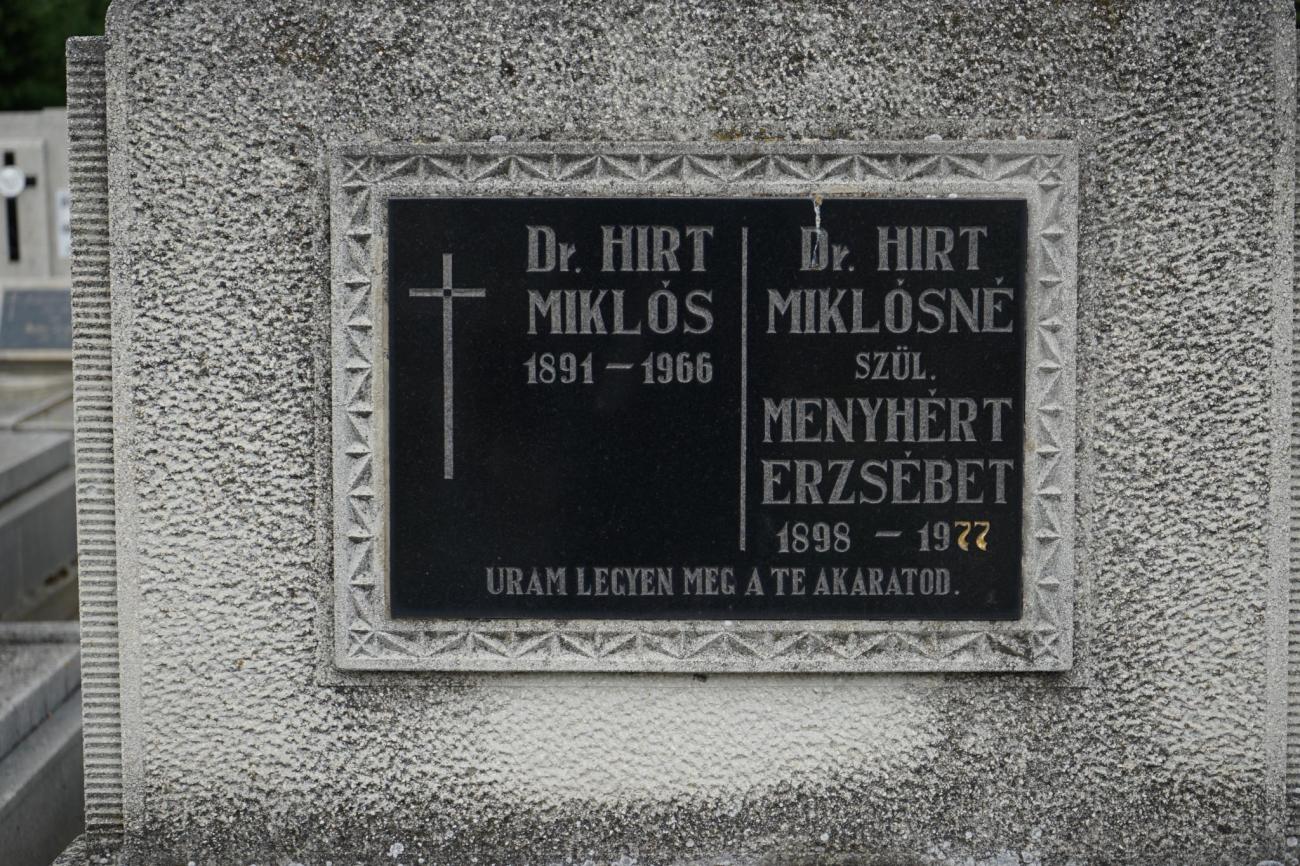 Dr. HIRT
MIKLÓS
1891 – 1966
Dr. HIRT
MIKLÓSNÉ
SZÜL.
MENYHÉRT
ERZSÉBET
1898 – 1977
URAM LEGYEN MEG A TE AKARATOD.